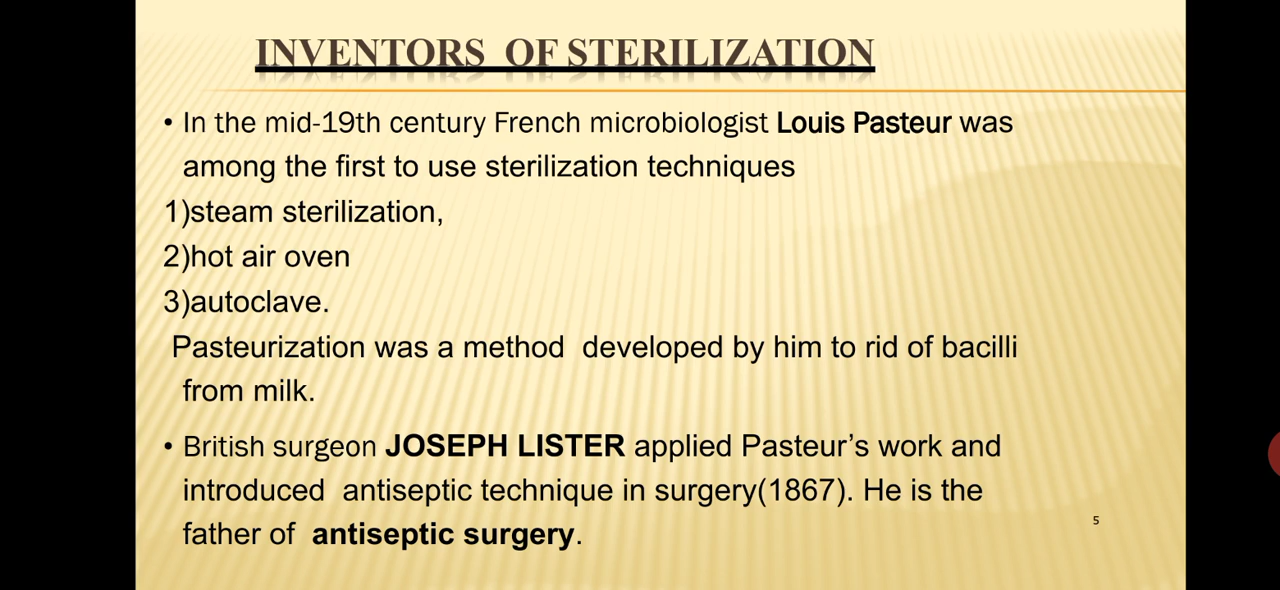 INVENTORS OF STERILIZATION
• In the mid-19th century French microbiologist Louis Pasteur was
among the first to use sterilization techniques
1)steam sterilization,
2)hot air oven
3)autoclave.
Pasteurization was a method developed by him to rid of bacilli
from milk.
• British surgeon JOSEPH LISTER applied Pasteur’s work and
introduced antiseptic technique in surgery(1867). He is the
father of antiseptic surgery.
5